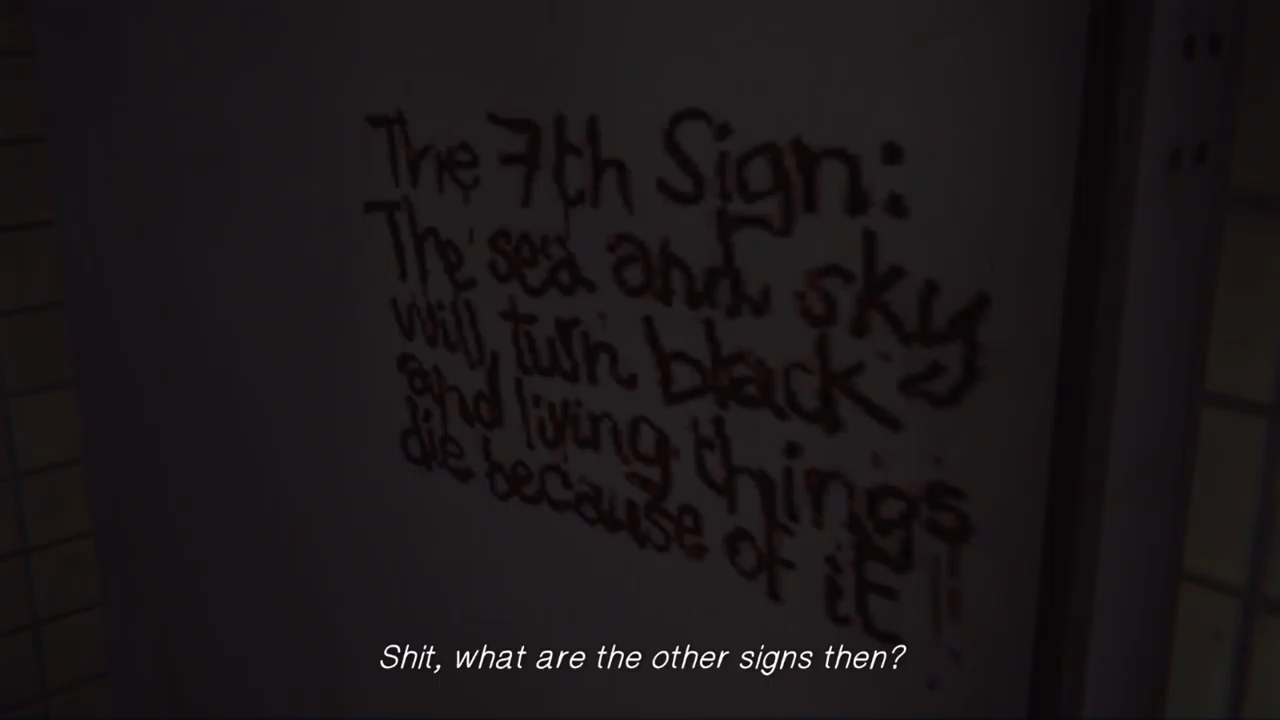 The 7th Sign:
The sea and sky
will turn black
and living things
die because of it
Shit, what are the other signs then?